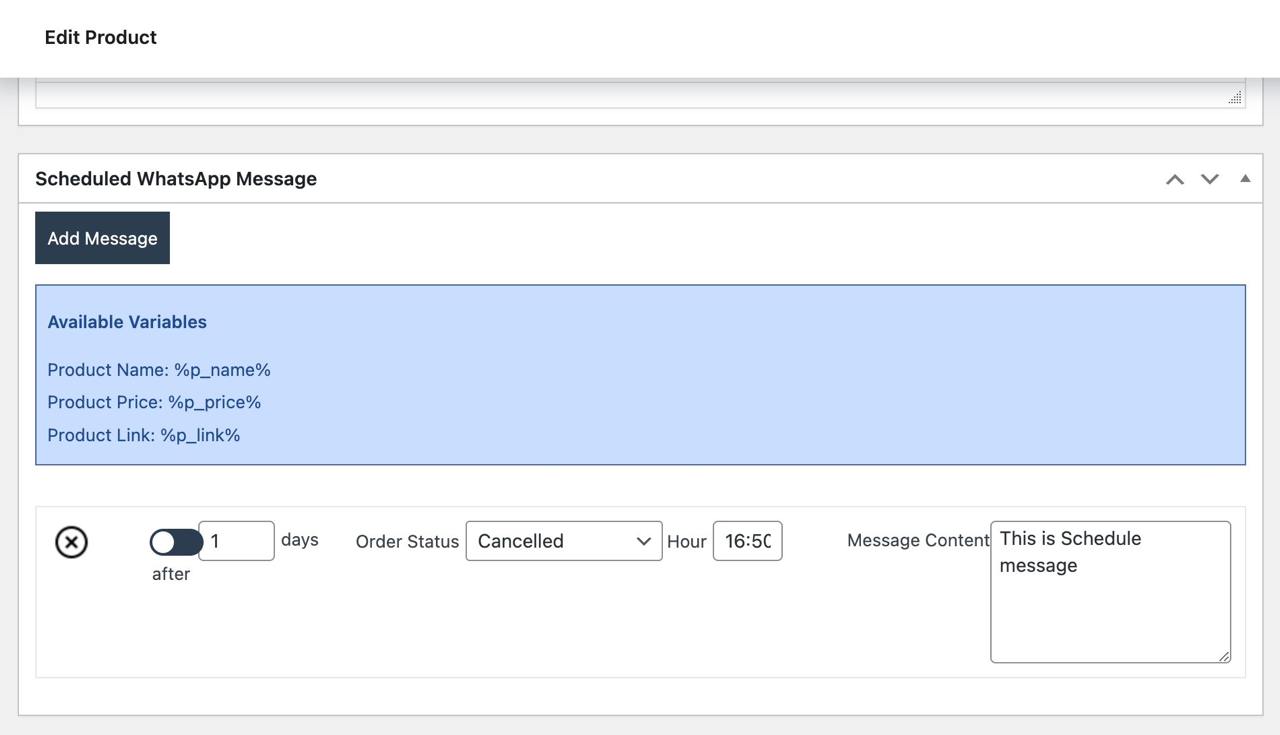 Edit Product
Scheduled WhatsApp Message
Add Message
Available Variables
Product Name: %p_name%
Product Price: %p_price%
Product Link: %p_link%
1 days Order Status Cancelled Hour 16:50 Message Content This is Schedule
message
after